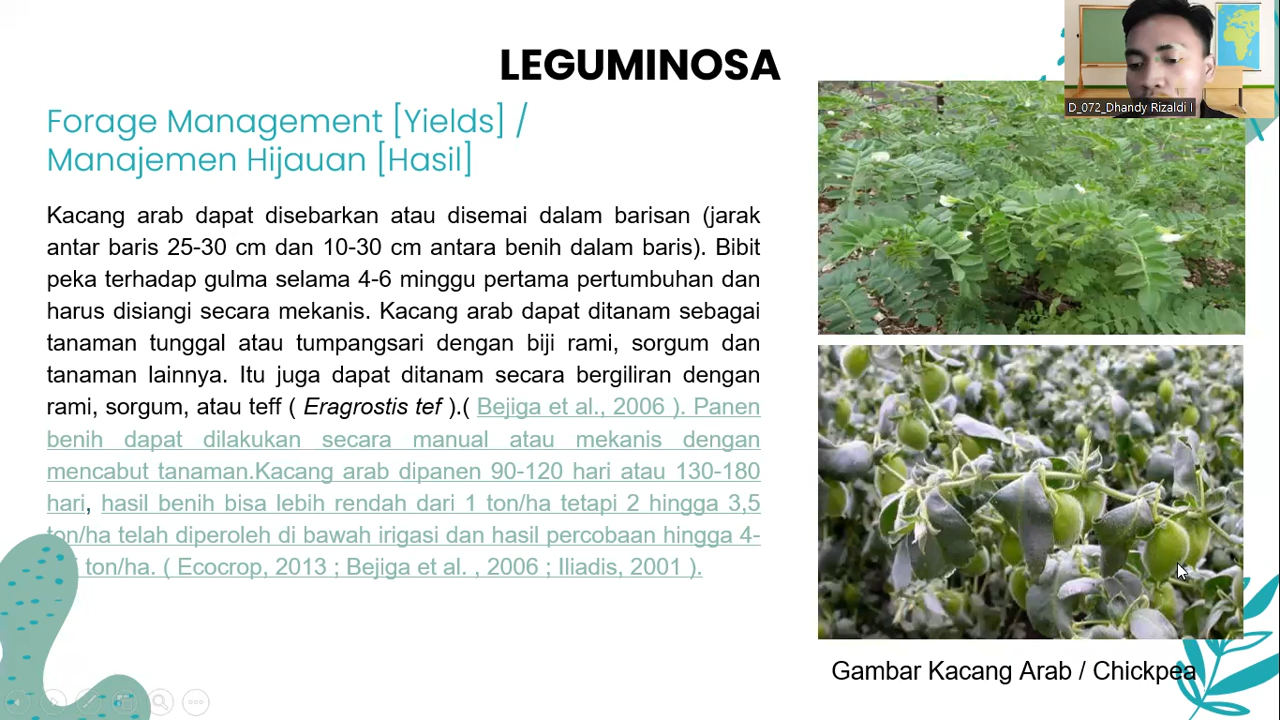 LEGUMINOSA
D_072_Dhandy Rizaldi I
Forage Management [Yields] /
Manajemen Hijauan [Hasil]
Kacang arab dapat disebarkan atau disemai dalam barisan (jarak
antar baris 25-30 cm dan 10-30 cm antara benih dalam baris). Bibit
peka terhadap gulma selama 4-6 minggu pertama pertumbuhan dan
harus disiangi secara mekanis. Kacang arab dapat ditanam sebagai
tanaman tunggal atau tumpangsari dengan biji rami, sorgum dan
tanaman lainnya. Itu juga dapat ditanam secara bergiliran dengan
rami, sorgum, atau teff ( Eragrostis tef ).( Bejiga et al., 2006 ). Panen
benih dapat dilakukan secara manual atau mekanis dengan
mencabut tanaman.Kacang arab dipanen 90-120 hari atau 130-180
hari, hasil benih bisa lebih rendah dari 1 ton/ha tetapi 2 hingga 3,5
ton/ha telah diperoleh di bawah irigasi dan hasil percobaan hingga 4-
ton/ha. ( Ecocrop, 2013 ; Bejiga et al. , 2006 ; Iliadis, 2001 ).
Gambar Kacang Arab / Chickpea